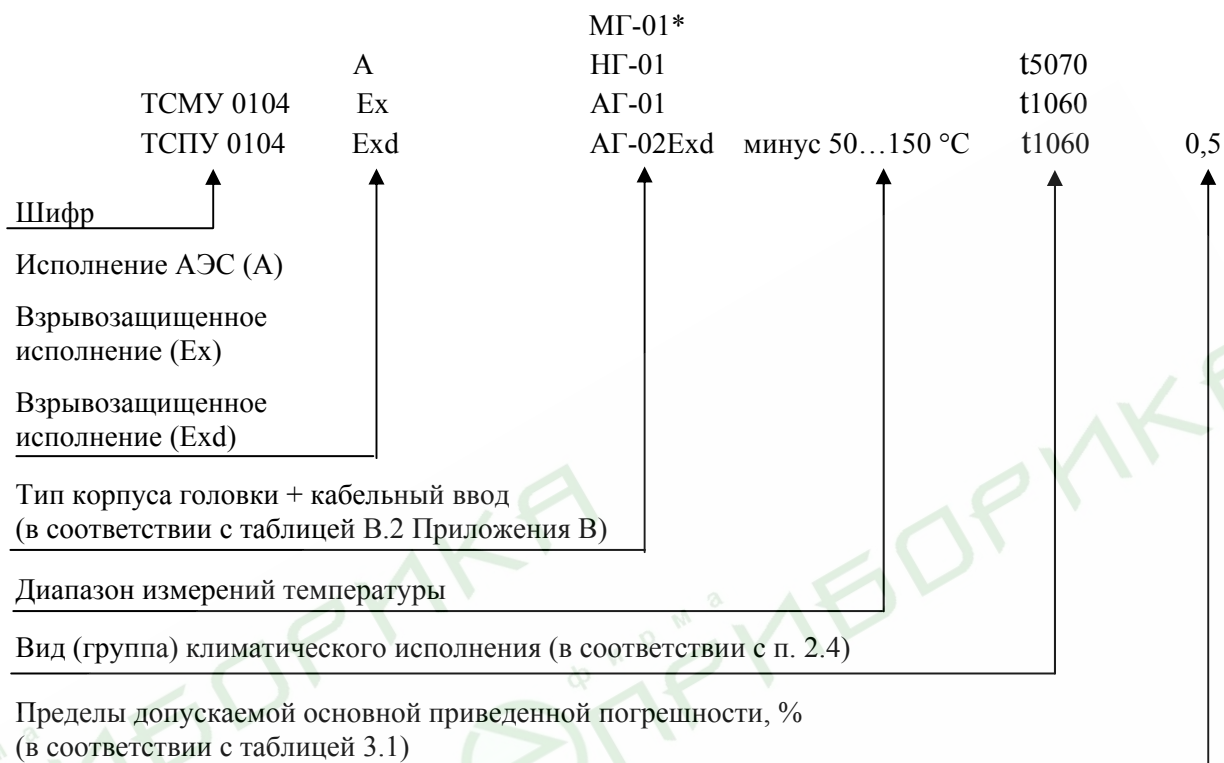 МГ-01*
А НГ-01 t5070
ТСМУ 0104 Ex АГ-01 t1060
ТСПУ 0104 Exd АГ-02Exd минус 50…150 °С t1060 0,5
Шифр
Исполнение АЭС (А)
Взрывозащищенное
исполнение (Ex)
Взрывозащищенное
исполнение (Exd)
Тип корпуса головки + кабельный ввод
(в соответствии с таблицей В.2 Приложения В)
Диапазон измерений температуры
Вид (группа) климатического исполнения (в соответствии с п. 2.4)
Пределы допускаемой основной приведенной погрешности, %
(в соответствии с таблицей 3.1)